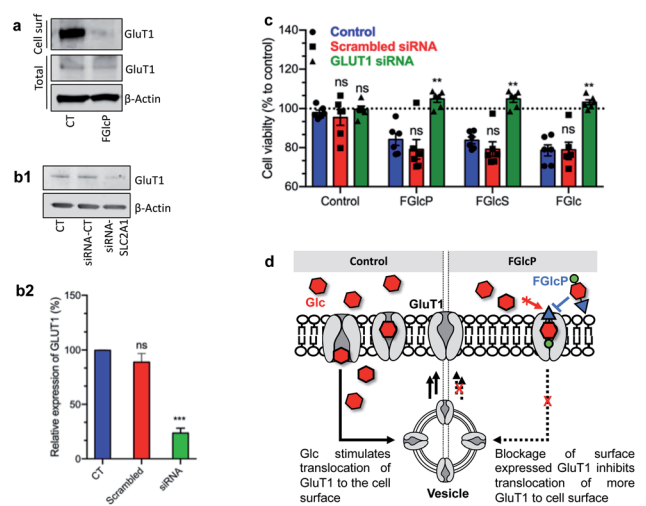 a
Cell surf
GluT1
Total
GluT1
β-Actin
CT
FGlcP
b1
GluT1
β-Actin
CT
siRNA-CT
siRNA-
SLC2A1
b2
Relative expression of GLUT1 (%)
150
100
50
0
ns
***
CT
Scrambled
siRNA
c
Control
Scrambled siRNA
GLUT1 siRNA
Cell viability (% to control)
140
120
100
80
60
ns
ns
**
ns
**
ns
**
ns
Control
FGlcP
FGlcS
FGlc
d
Control
FGlcP
Glc
GluT1
FGlcP
X
X
Glc stimulates
translocation of
GluT1 to the cell
surface
Vesicle
Blockage of surface
expressed GluT1 inhibits
translocation of more
GluT1 to cell surface